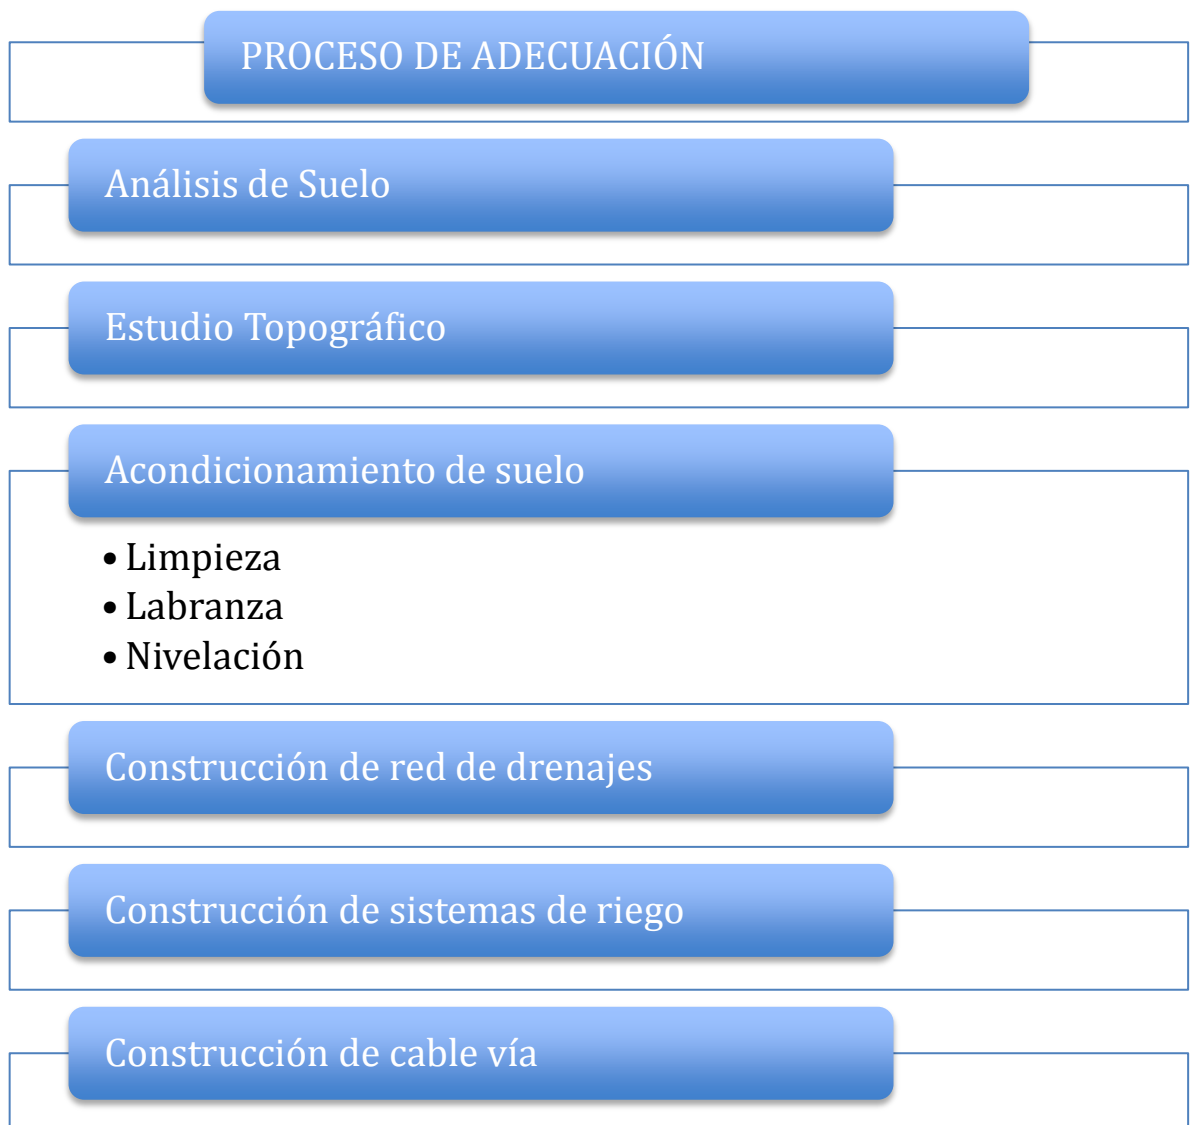 PROCESO DE ADECUACIÓN
Análisis de Suelo
Estudio Topográfico
Acondicionamiento de suelo
• Limpieza
• Labranza
• Nivelación
Construcción de red de drenajes
Construcción de sistemas de riego
Construcción de cable vía